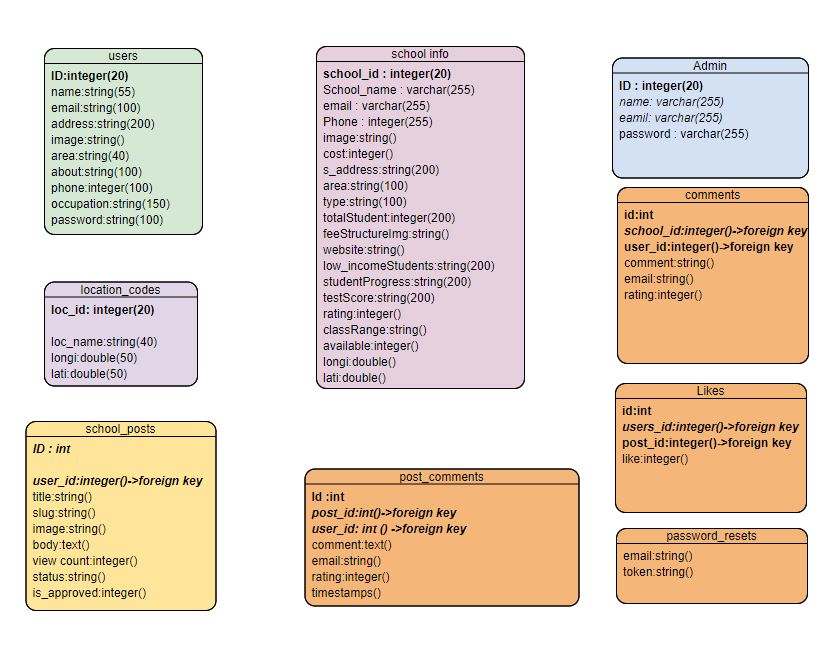 users
ID:integer(20)
name:string(55)
email:string(100)
address:string(200)
image:string()
area:string(40)
about:string(100)
phone:integer(100)
occupation:string(150)
password:string(100)
location_codes
loc_id: integer(20)
loc_name:string(40)
longi:double(50)
lati:double(50)
school_posts
ID : int
user_id:integer()->foreign key
title:string()
slug:string()
image:string()
body:text()
view count:integer()
status:string()
is_approved:integer()
school info
school_id : integer(20)
School_name : varchar(255)
email : varchar(255)
Phone : integer(255)
image:string()
cost:integer()
s_address:string(200)
area:string(100)
type:string(100)
totalStudent:integer(200)
feeStructureImg:string()
website:string()
low_incomeStudents:string(200)
studentProgress:string(200)
testScore:string(200)
rating:integer()
classRange:string()
available:integer()
longi:double()
lati:double()
post_comments
Id :int
post_id:int()->foreign key
user_id: int () ->foreign key
comment:text()
email:string()
rating:integer()
timestamps()
Admin
ID : integer(20)
name: varchar(255)
eamil: varchar(255)
password : varchar(255)
comments
id:int
school_id:integer()->foreign key
user_id:integer()->foreign key
comment:string()
email:string()
rating:integer()
Likes
id:int
users_id:integer()->foreign key
post_id:integer()->foreign key
like:integer()
password_resets
email:string()
token:string()